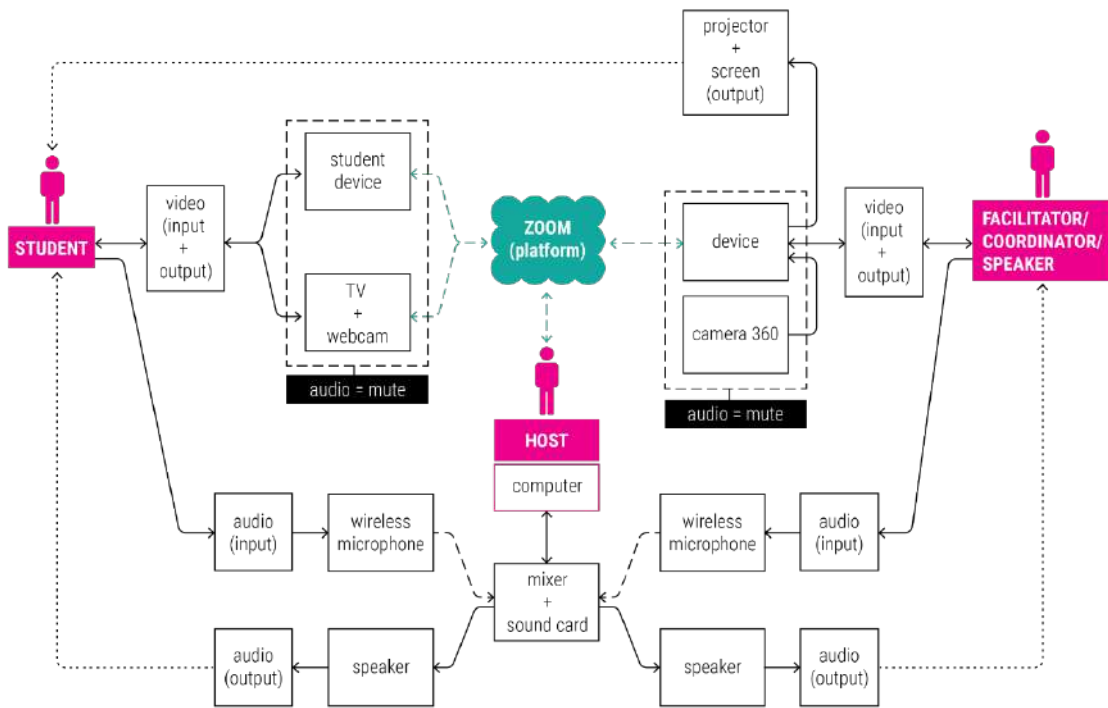 projector
+
screen
(output)
student
device
video
(input
+
output)
STUDENT
TV
+
webcam
audio = mute
ZOOM
(platform)
device
camera 360
audio = mute
video
(input
+
output)
FACILITATOR/
COORDINATOR/
SPEAKER
HOST
computer
audio
(input)
wireless
microphone
mixer
+
sound card
wireless
microphone
audio
(input)
audio
(output)
speaker
speaker
audio
(output)